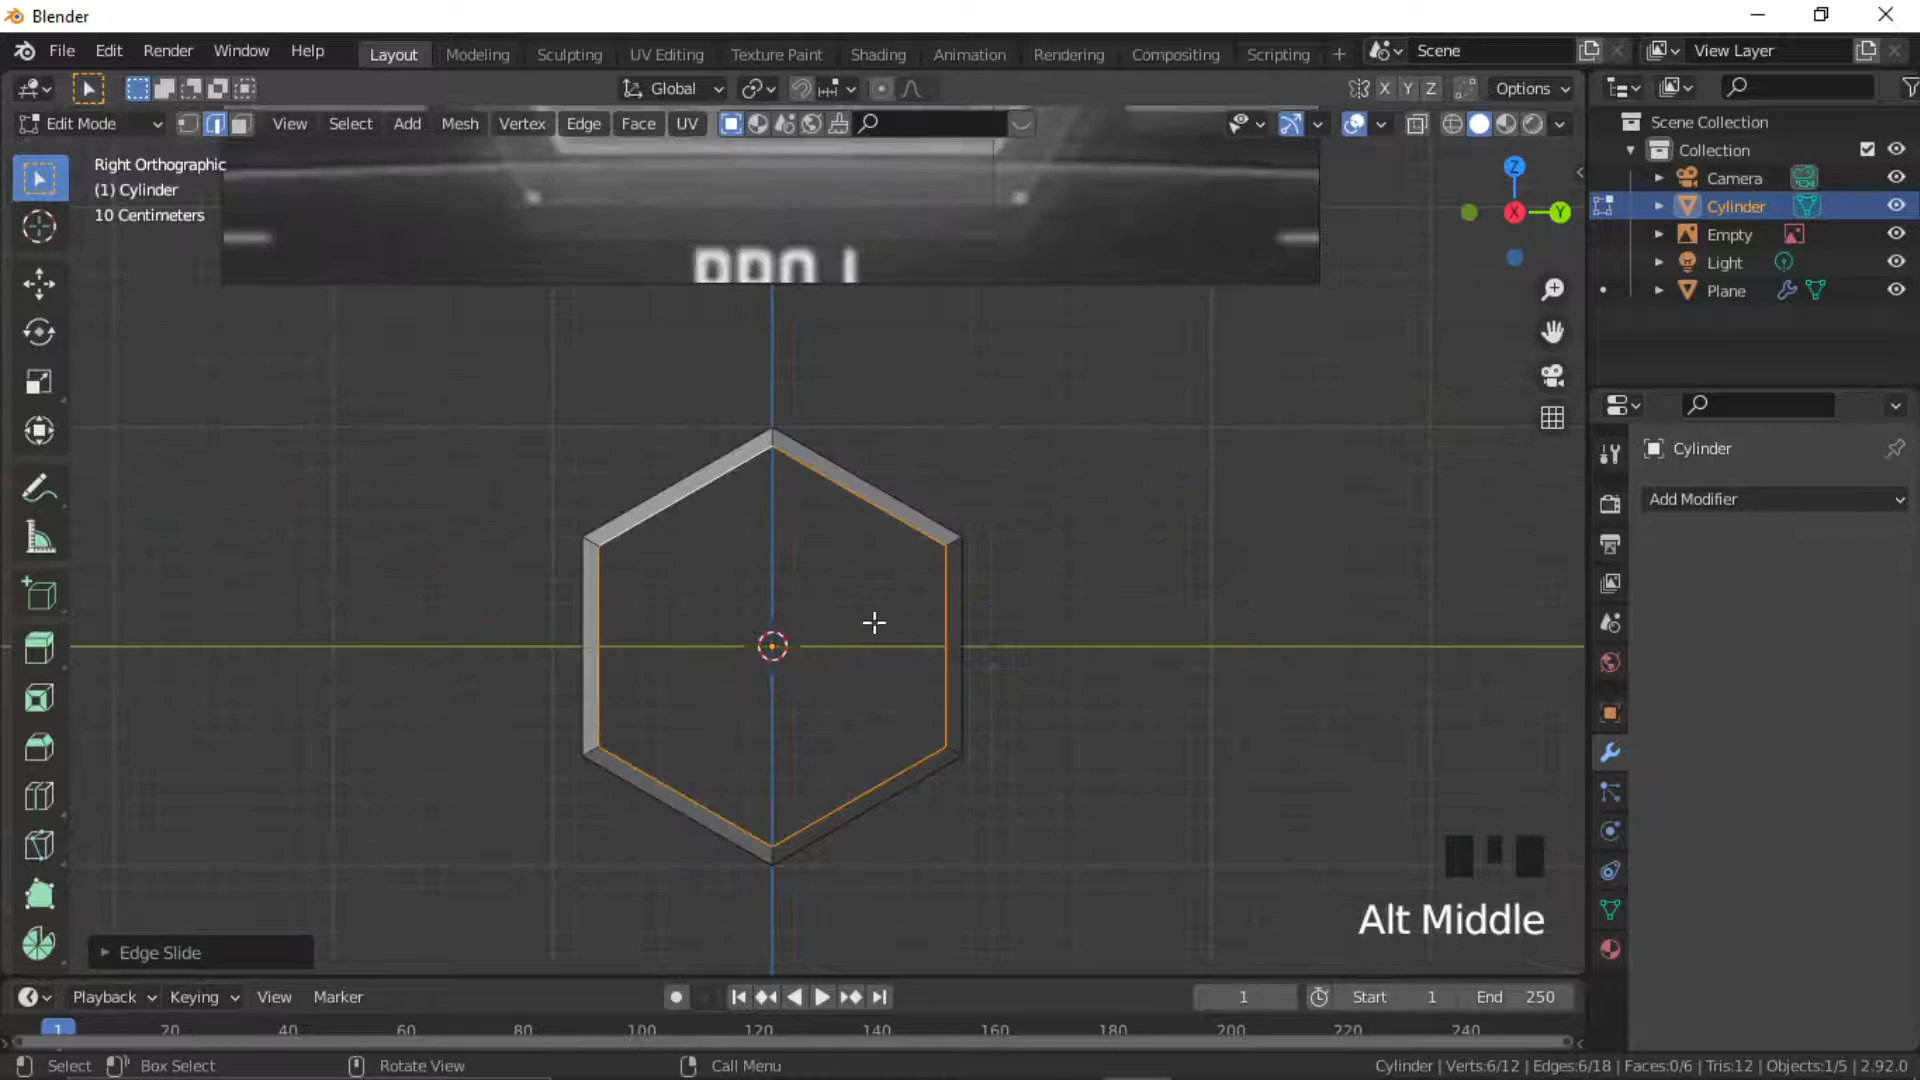 Blender
File Edit Render Window Help
Layout Modeling Sculpting UV Editing Texture Paint Shading Animation Rendering Compositing Scripting +
Scene
View Layer
Global
X Y Z
Options
Edit Mode
View Select Add Mesh Vertex Edge Face UV
Right Orthographic
(1) Cylinder
10 Centimeters
Z
X
Y
Scene Collection
Collection
Camera
Cylinder
Empty
Light
Plane
Cylinder
Add Modifier
Alt Middle
Edge Slide
Playback Keying View Marker
1 Start 1 End 250
1 20 40 60 80 100 120 140 160 180 200 220 240
Select Box Select Rotate View Call Menu
Cylinder | Verts:6/12 | Edges:6/18 | Faces:0/6 | Tris:12 | Objects:1/5 | 2.92.0